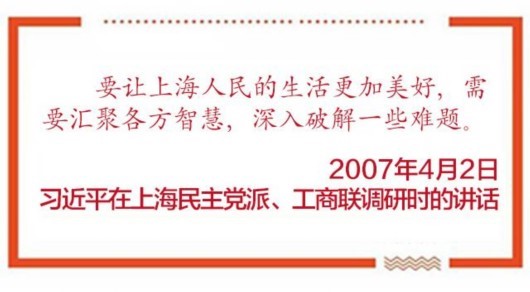 要让上海人民的生活更加美好，需
要汇聚各方智慧，深入破解一些难题。
2007年4月2日
习近平在上海民主党派、工商联调研时的讲话